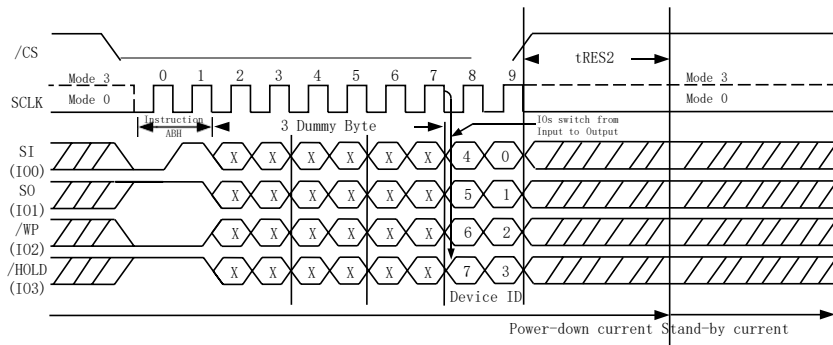 /CS
tRES2
Mode 3
0 1 2 3 4 5 6 7 8 9
Mode 3
SCLK
Mode 0
Mode 0
Instruction
ABH
3 Dummy Byte
IOs switch from
Input to Output
SI
(IO0)
X X X X X X 4 0
SO
(IO1)
X X X X X X 5 1
/WP
(IO2)
X X X X X X 6 2
/HOLD
(IO3)
X X X X X X 7 3
Device ID
Power-down current Stand-by current